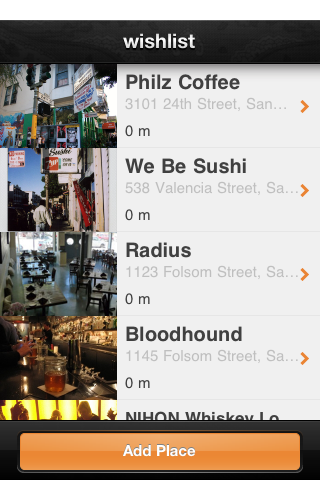 wishlist
Philz Coffee
3101 24th Street, San...
0 m
We Be Sushi
538 Valencia Street, Sa...
0 m
Radius
1123 Folsom Street, Sa...
0 m
Bloodhound
1145 Folsom Street, Sa...
0 m
NIHON Whiskey Lo
Add Place